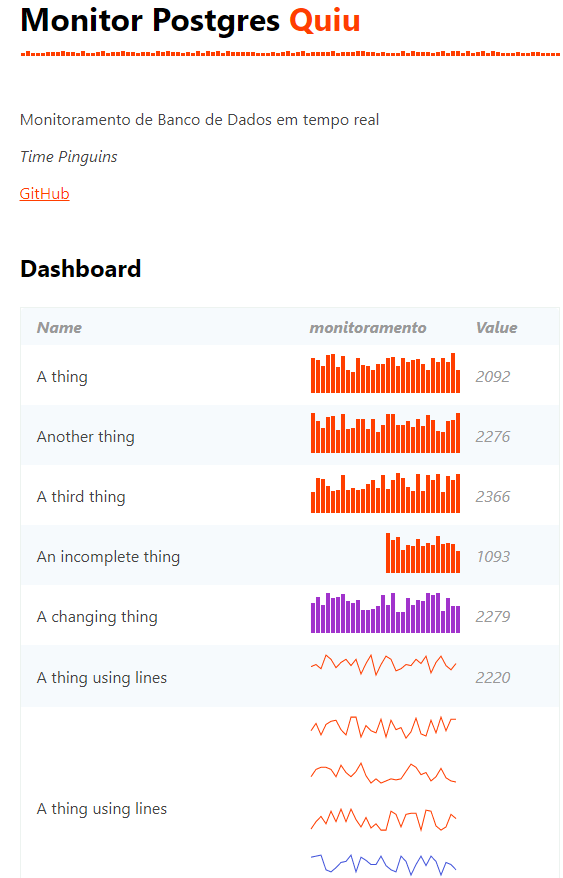 Monitor Postgres Quiu
Monitoramento de Banco de Dados em tempo real
Time Pinguins
GitHub
Dashboard
Name monitoramento Value
A thing 2092
Another thing 2276
A third thing 2366
An incomplete thing 1093
A changing thing 2279
A thing using lines 2220
A thing using lines